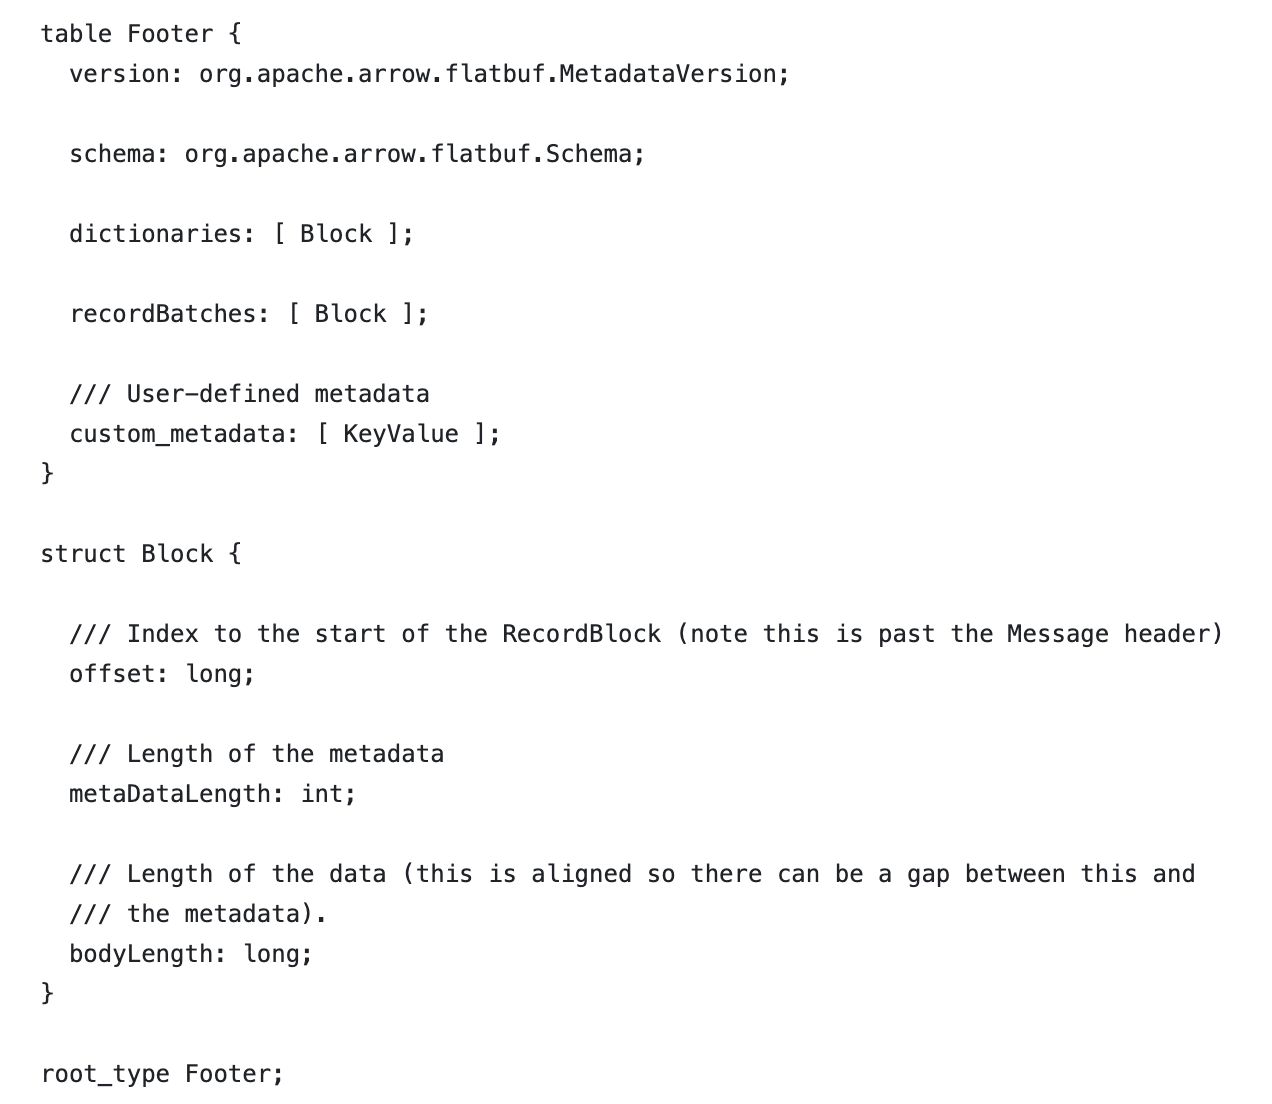 table Footer {
  version: org.apache.arrow.flatbuf.MetadataVersion;

  schema: org.apache.arrow.flatbuf.Schema;

  dictionaries: [ Block ];

  recordBatches: [ Block ];

  /// User-defined metadata
  custom_metadata: [ KeyValue ];
}

struct Block {

  /// Index to the start of the RecordBlock (note this is past the Message header)
  offset: long;

  /// Length of the metadata
  metaDataLength: int;

  /// Length of the data (this is aligned so there can be a gap between this and
  /// the metadata).
  bodyLength: long;
}

root_type Footer;